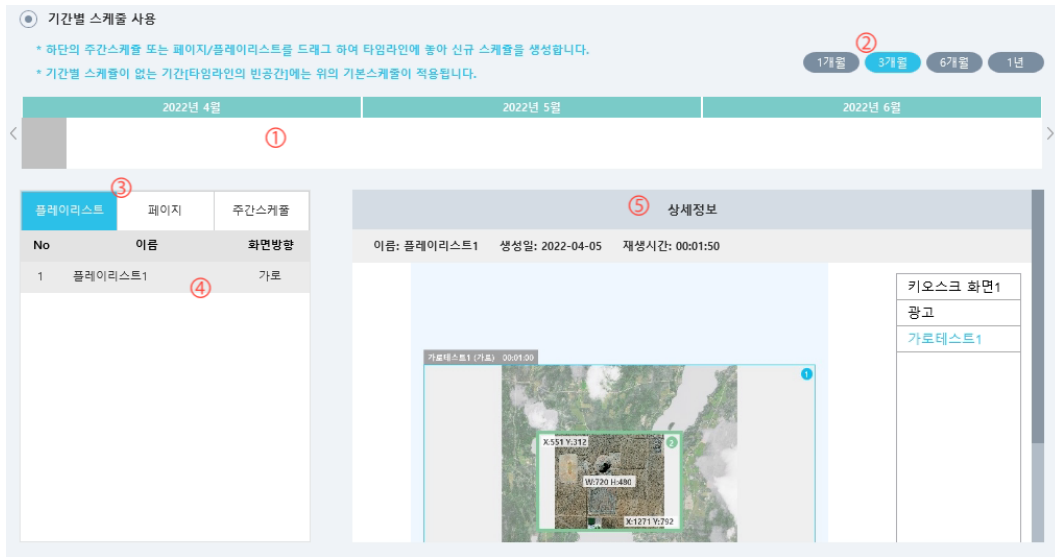 기간별 스케줄 사용
* 하단의 주간스케줄 또는 페이지/플레이리스트를 드래그 하여 타임라인에 놓아 신규 스케줄을 생성합니다.
* 기간별 스케줄이 없는 기간[타임라인의 빈공간]에는 위의 기본스케줄이 적용됩니다.
②
1개월 3개월 6개월 1년
2022년 4월 2022년 5월 2022년 6월
< ① >
③
플레이리스트 페이지 주간스케줄
No 이름 화면방향
1 플레이리스트1 가로
④
⑤ 상세정보
이름: 플레이리스트1 생성일: 2022-04-05 재생시간: 00:01:50
키오스크 화면1
광고
가로테스트1
가로테스트1 (가로) 00:01:00
1
X:551 Y:312 2
W:720 H:480
X:1271 Y:792